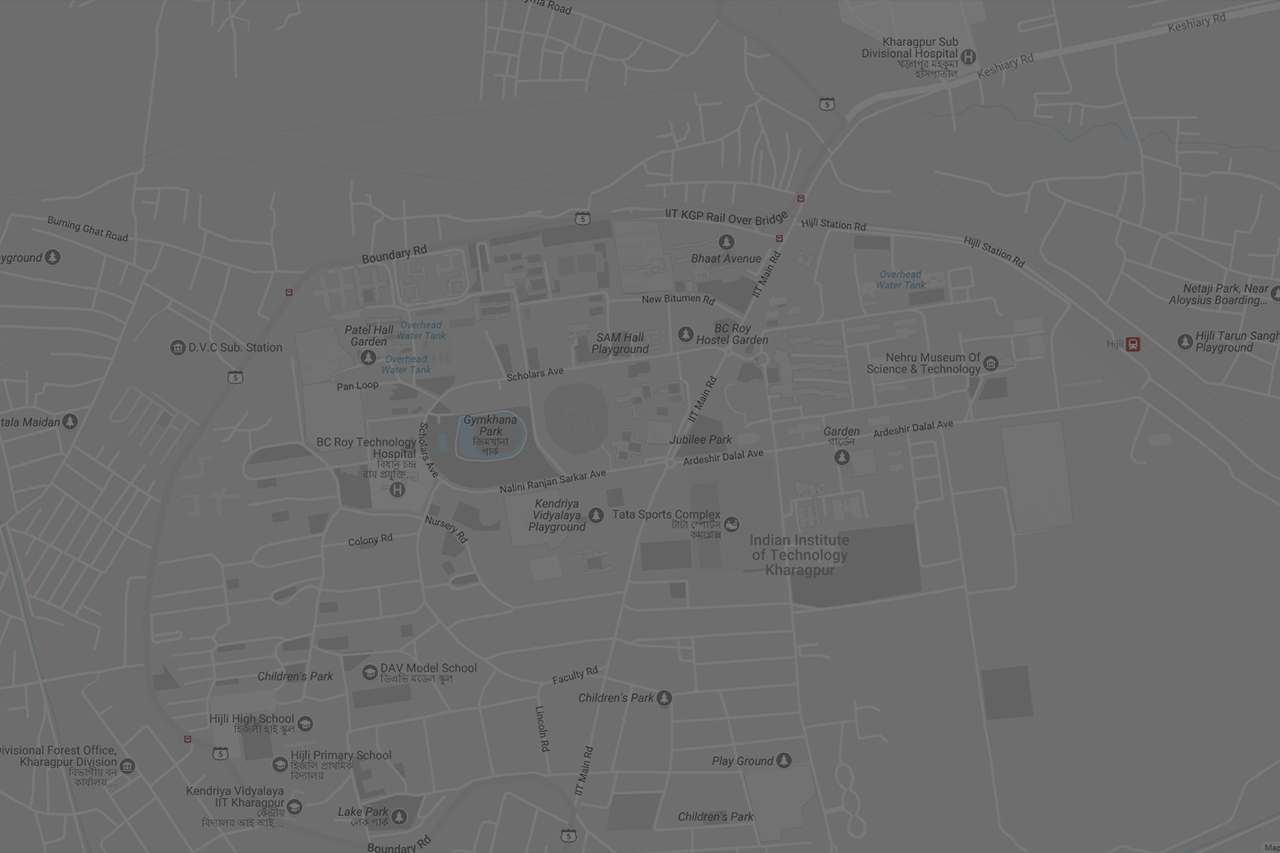 Road
Keshiary Rd
Kharagpur Sub
Divisional Hospital
খড়গপুর মহকুমা
হাসপাতাল
Keshiary Rd
5
Burning Ghat Road
5
IIT KGP Rail Over Bridge
Hijli Station Rd
Hijli Station Rd
Boundary Rd
Bhaat Avenue
IIT Main Rd
Overhead
Water Tank
Netaji Park, Near
Aloysius Boarding...
New Bitumen Rd
Patel Hall
Garden
Overhead
Water Tank
SAM Hall
Playground
BC Roy
Hostel Garden
D.V.C Sub. Station
Hijli
Hijli Tarun Sangh
Playground
Overhead
Water Tank
Nehru Museum Of
Science & Technology
5
Pan Loop
Scholars Ave
IIT Main Rd
Maidan
Gymkhana
Park
জিমখানা
পার্ক
Scholars Ave
BC Roy Technology
Hospital
বিধান চন্দ্র
রায় প্রযুক্তি...
Jubilee Park
Garden
গার্ডেন
Ardeshir Dalal Ave
Ardeshir Dalal Ave
Nalini Ranjan Sarkar Ave
Kendriya
Vidyalaya
Playground
Tata Sports Complex
টাটা স্পোর্টস
কমপ্লেক্স
Nursery Rd
Colony Rd
Indian Institute
of Technology
Kharagpur
DAV Model School
ডিএভি মডেল স্কুল
Children's Park
Faculty Rd
Children's Park
Hijli High School
হিজলী হাই স্কুল
Lincoln Rd
Divisional Forest Office,
Kharagpur Division
বিভাগীয় বন
কার্যালয়...
5
Hijli Primary School
হিজলি প্রাথমিক
বিদ্যালয়
IIT Main Rd
Play Ground
Kendriya Vidyalaya
IIT Kharagpur
কেন্দ্রীয়
বিদ্যালয় আই আই...
Lake Park
লেক পার্ক
Children's Park
5
Boundary Rd